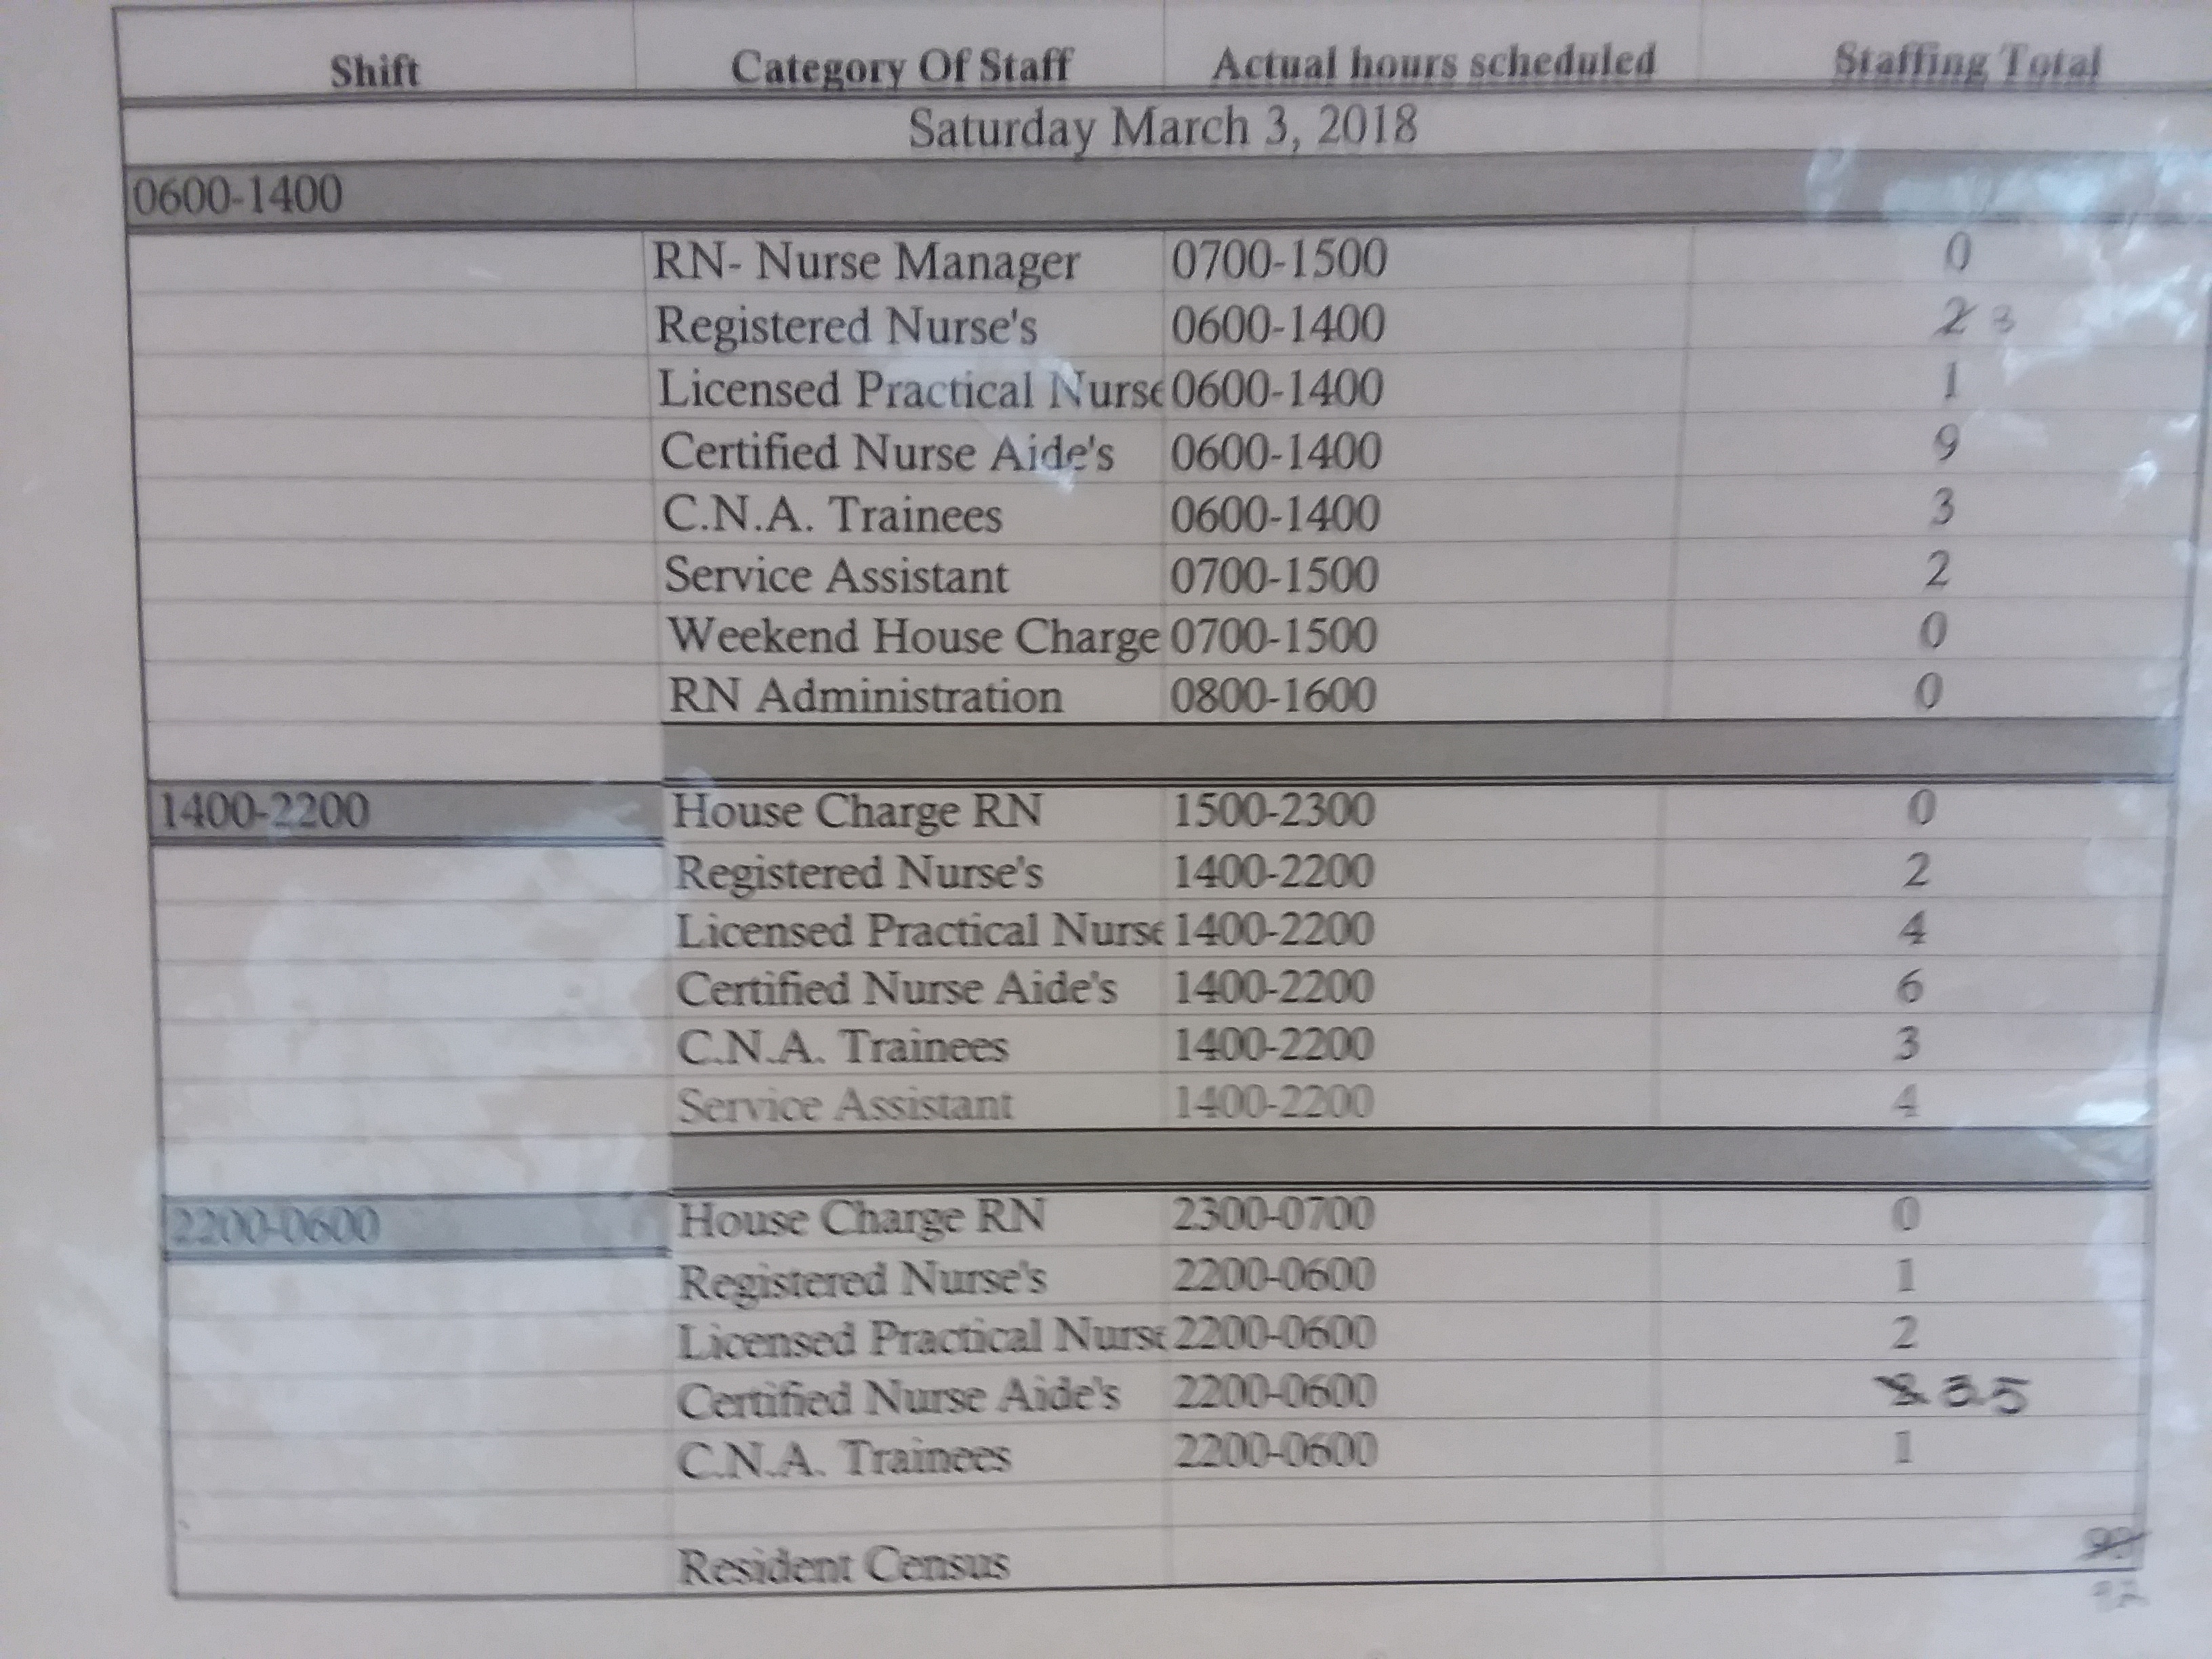 Shift Category Of Staff Actual hours scheduled Staffing Total
Saturday March 3, 2018
0600-1400
RN- Nurse Manager 0700-1500 0
Registered Nurse's 0600-1400 2 3
Licensed Practical Nurse 0600-1400 1
Certified Nurse Aide's 0600-1400 9
C.N.A. Trainees 0600-1400 3
Service Assistant 0700-1500 2
Weekend House Charge 0700-1500 0
RN Administration 0800-1600 0
1400-2200 House Charge RN 1500-2300 0
Registered Nurse's 1400-2200 2
Licensed Practical Nurse 1400-2200 4
Certified Nurse Aide's 1400-2200 6
C.N.A. Trainees 1400-2200 3
Service Assistant 1400-2200 4
2200-0600 House Charge RN 2300-0700 0
Registered Nurse's 2200-0600 1
Licensed Practical Nurse 2200-0600 2
Certified Nurse Aide's 2200-0600 3.5
C.N.A. Trainees 2200-0600 1
Resident Census